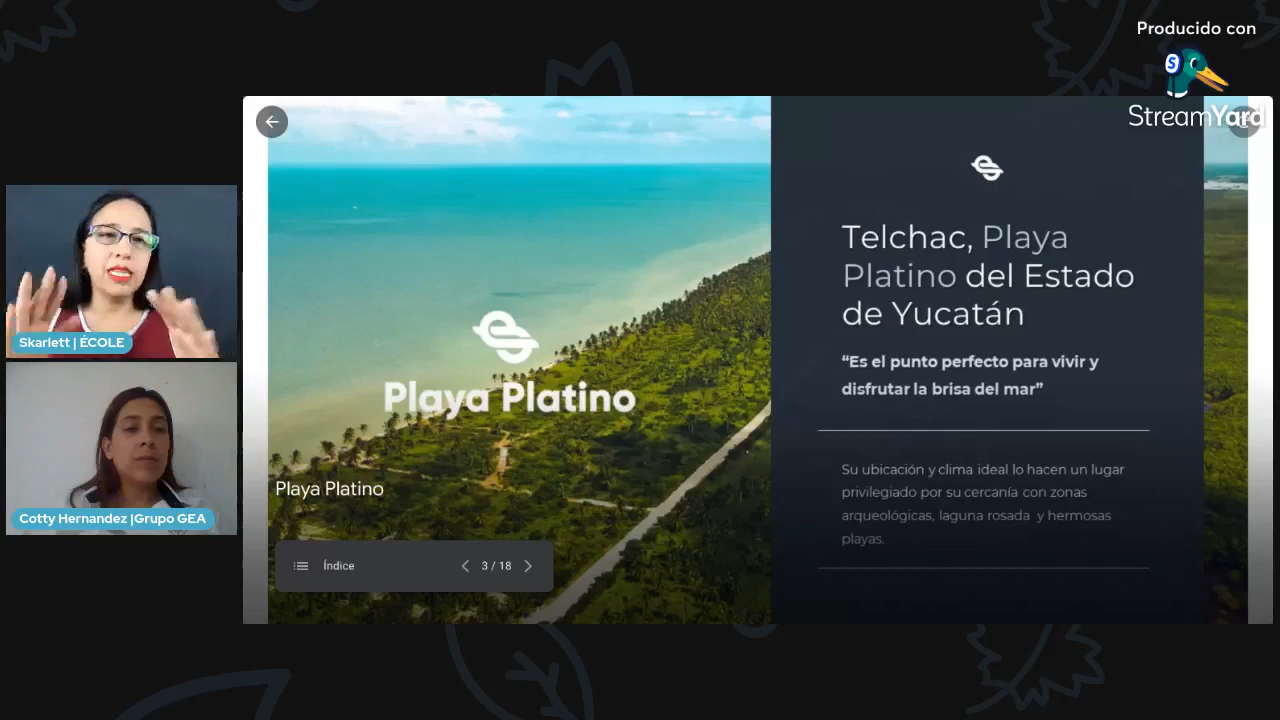 Producido con
S
StreamYard
Skarlett | ÉCOLE
Cotty Hernandez |Grupo GEA
Playa Platino
Playa Platino
Índice
3 / 18
Telchac, Playa
Platino del Estado
de Yucatán
“Es el punto perfecto para vivir y
disfrutar la brisa del mar”
Su ubicación y clima ideal lo hacen un lugar
privilegiado por su cercanía con zonas
arqueológicas, laguna rosada y hermosas
playas.